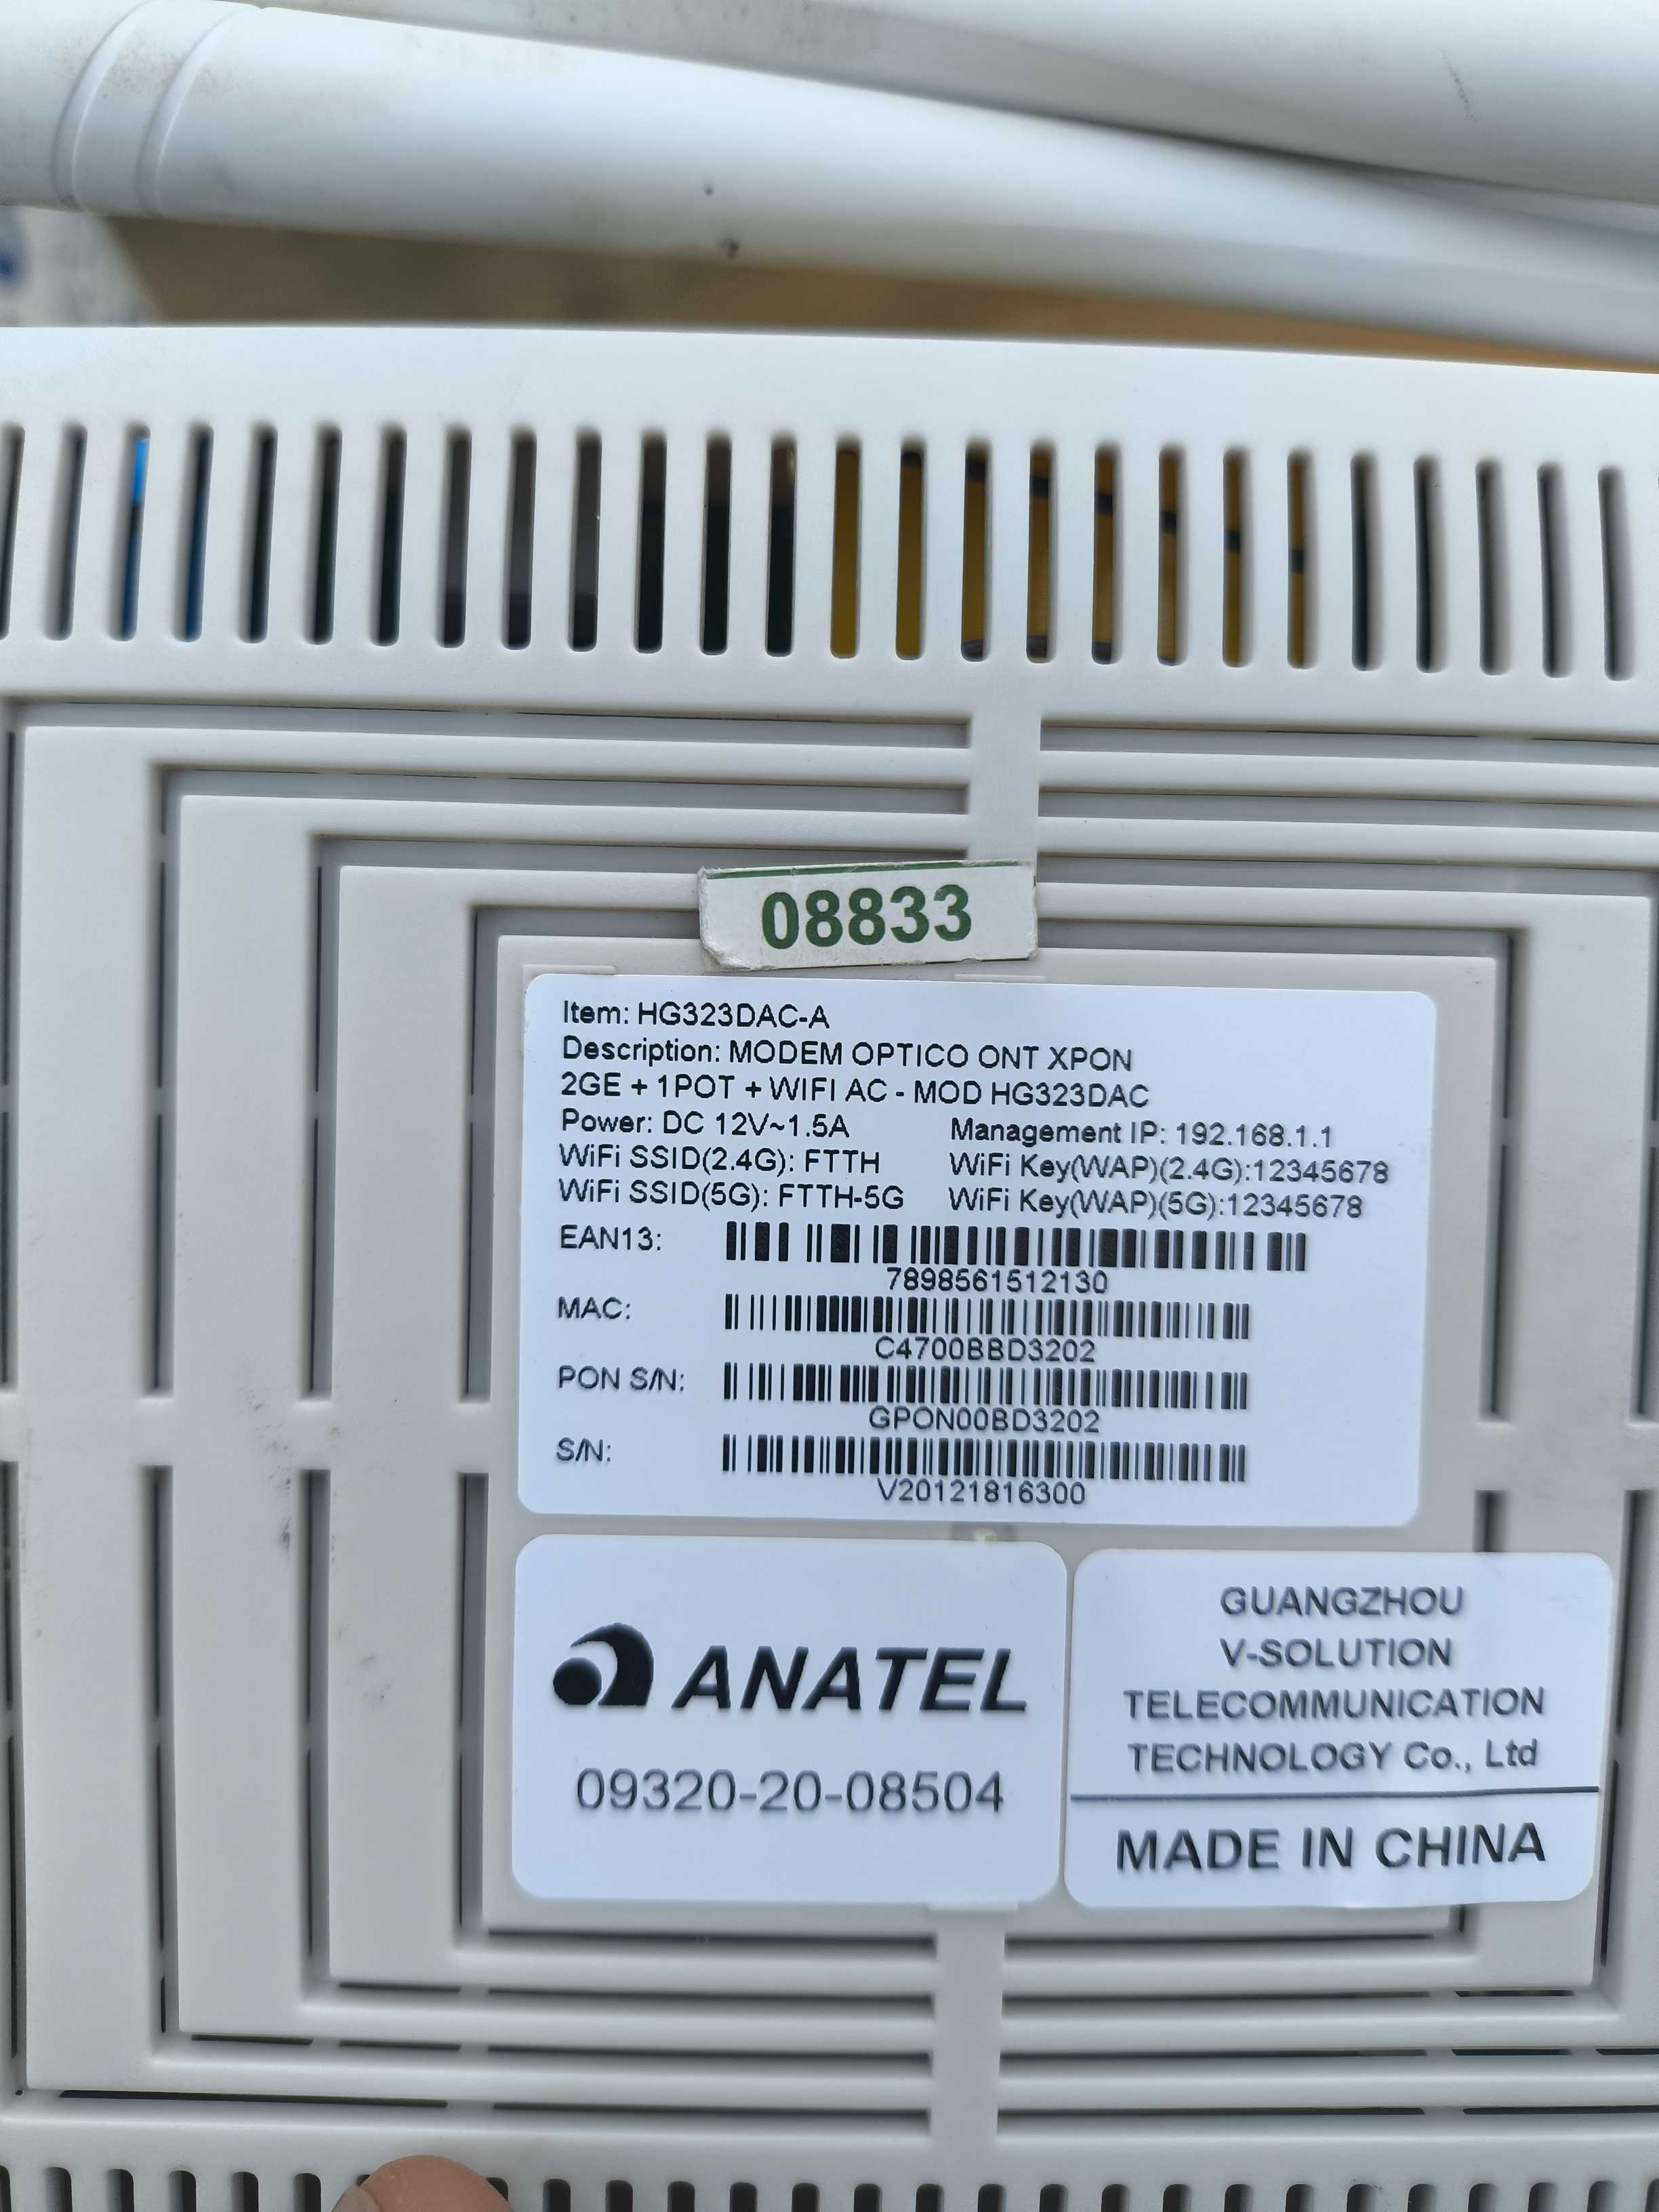 08833
Item: HG323DAC-A
Description: MODEM OPTICO ONT XPON
2GE + 1POT + WIFI AC - MOD HG323DAC
Power: DC 12V~1.5A Management IP: 192.168.1.1
WiFi SSID(2.4G): FTTH WiFi Key(WAP)(2.4G):12345678
WiFi SSID(5G): FTTH-5G WiFi Key(WAP)(5G):12345678
EAN13:
7898561512130
MAC:
C4700BBD3202
PON S/N:
GPON00BD3202
S/N:
V20121816300
ANATEL
09320-20-08504
GUANGZHOU
V-SOLUTION
TELECOMMUNICATION
TECHNOLOGY Co., Ltd
MADE IN CHINA